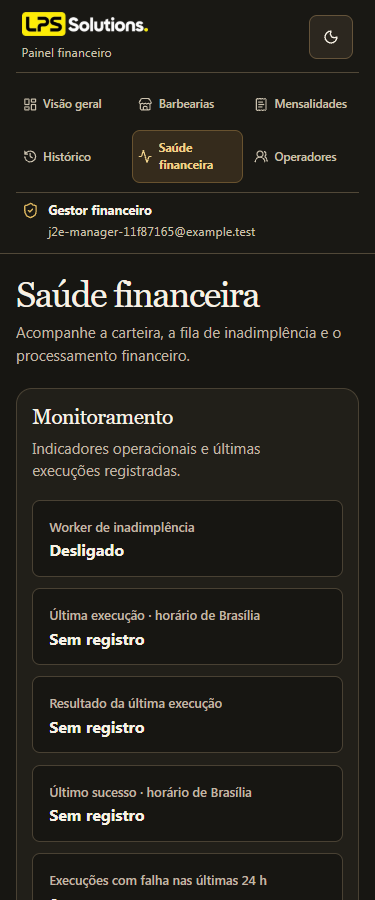 LPS Solutions.
Painel financeiro
Visão geral
Barbearias
Mensalidades
Histórico
Saúde
financeira
Operadores
Gestor financeiro
j2e-manager-11f87165@example.test
Saúde financeira
Acompanhe a carteira, a fila de inadimplência e o
processamento financeiro.
Monitoramento
Indicadores operacionais e últimas
execuções registradas.
Worker de inadimplência
Desligado
Última execução · horário de Brasília
Sem registro
Resultado da última execução
Sem registro
Último sucesso · horário de Brasília
Sem registro
Execuções com falha nas últimas 24 h